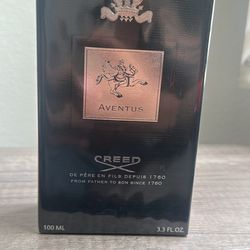 AVENTUS
CREED
DE PÈRE EN FILS DEPUIS 1760
FROM FATHER TO SON SINCE 1760
100 ML 3.3 FL.OZ.